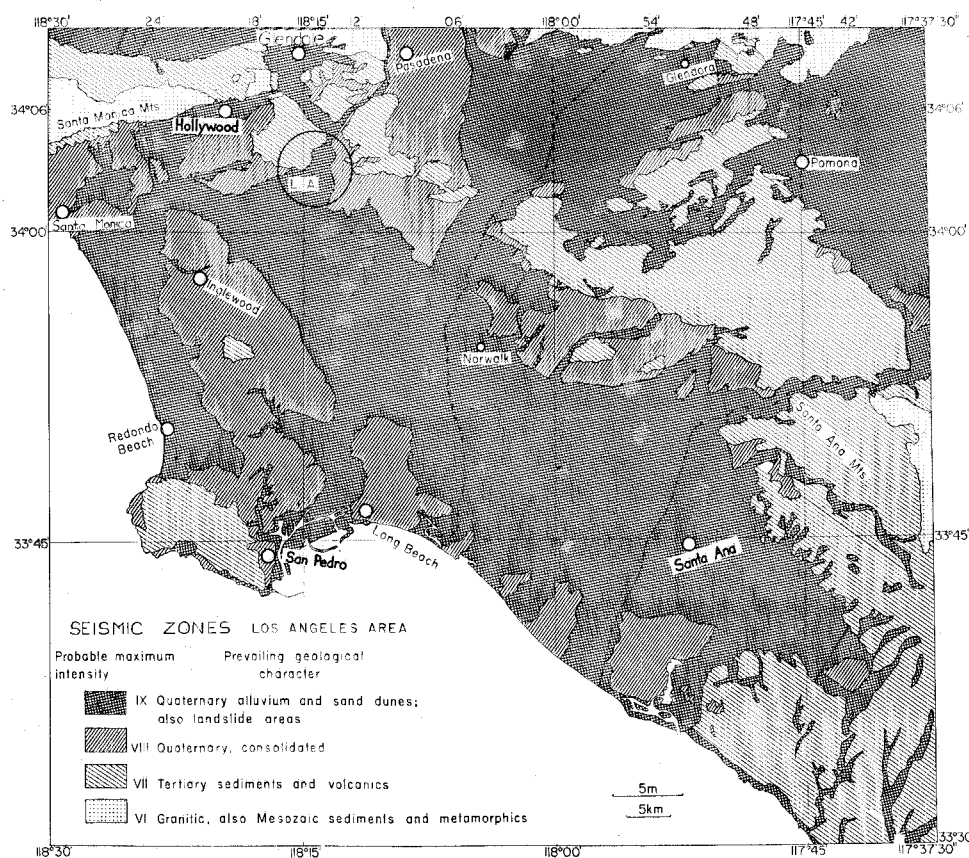 118°30' 24 18 118°15' 12 06 118°00' 54' 48' 117°45' 42' 117°37'30"
Glendale
Pasadena
Glendora
34°06'
34°06'
Santa Monica Mts
Hollywood
Pomona
L.A.
Santa Monica
34°00'
34°00'
Inglewood
Norwalk
Redondo
Beach
Santa Ana Mts
33°45'
33°45'
Long Beach
San Pedro
Santa Ana
SEISMIC ZONES LOS ANGELES AREA
Probable maximum
intensity
Prevailing geological
character
IX Quaternary alluvium and sand dunes;
also landslide areas
VIII Quaternary, consolidated
VII Tertiary sediments and volcanics
VI Granitic, also Mesozaic sediments and metamorphics
5m
5km
33°30'
118°30' 118°15' 118°00' 117°45' 117°37'30"